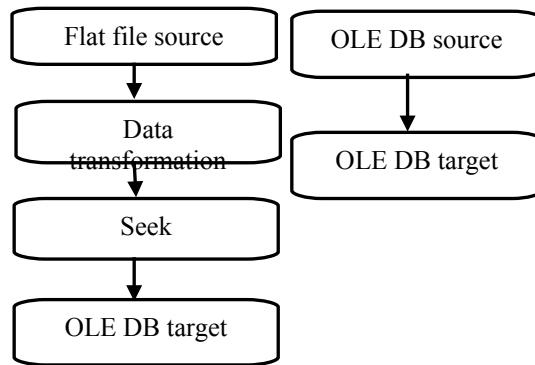 Flat file source
Data
transformation
Seek
OLE DB target
OLE DB source
OLE DB target